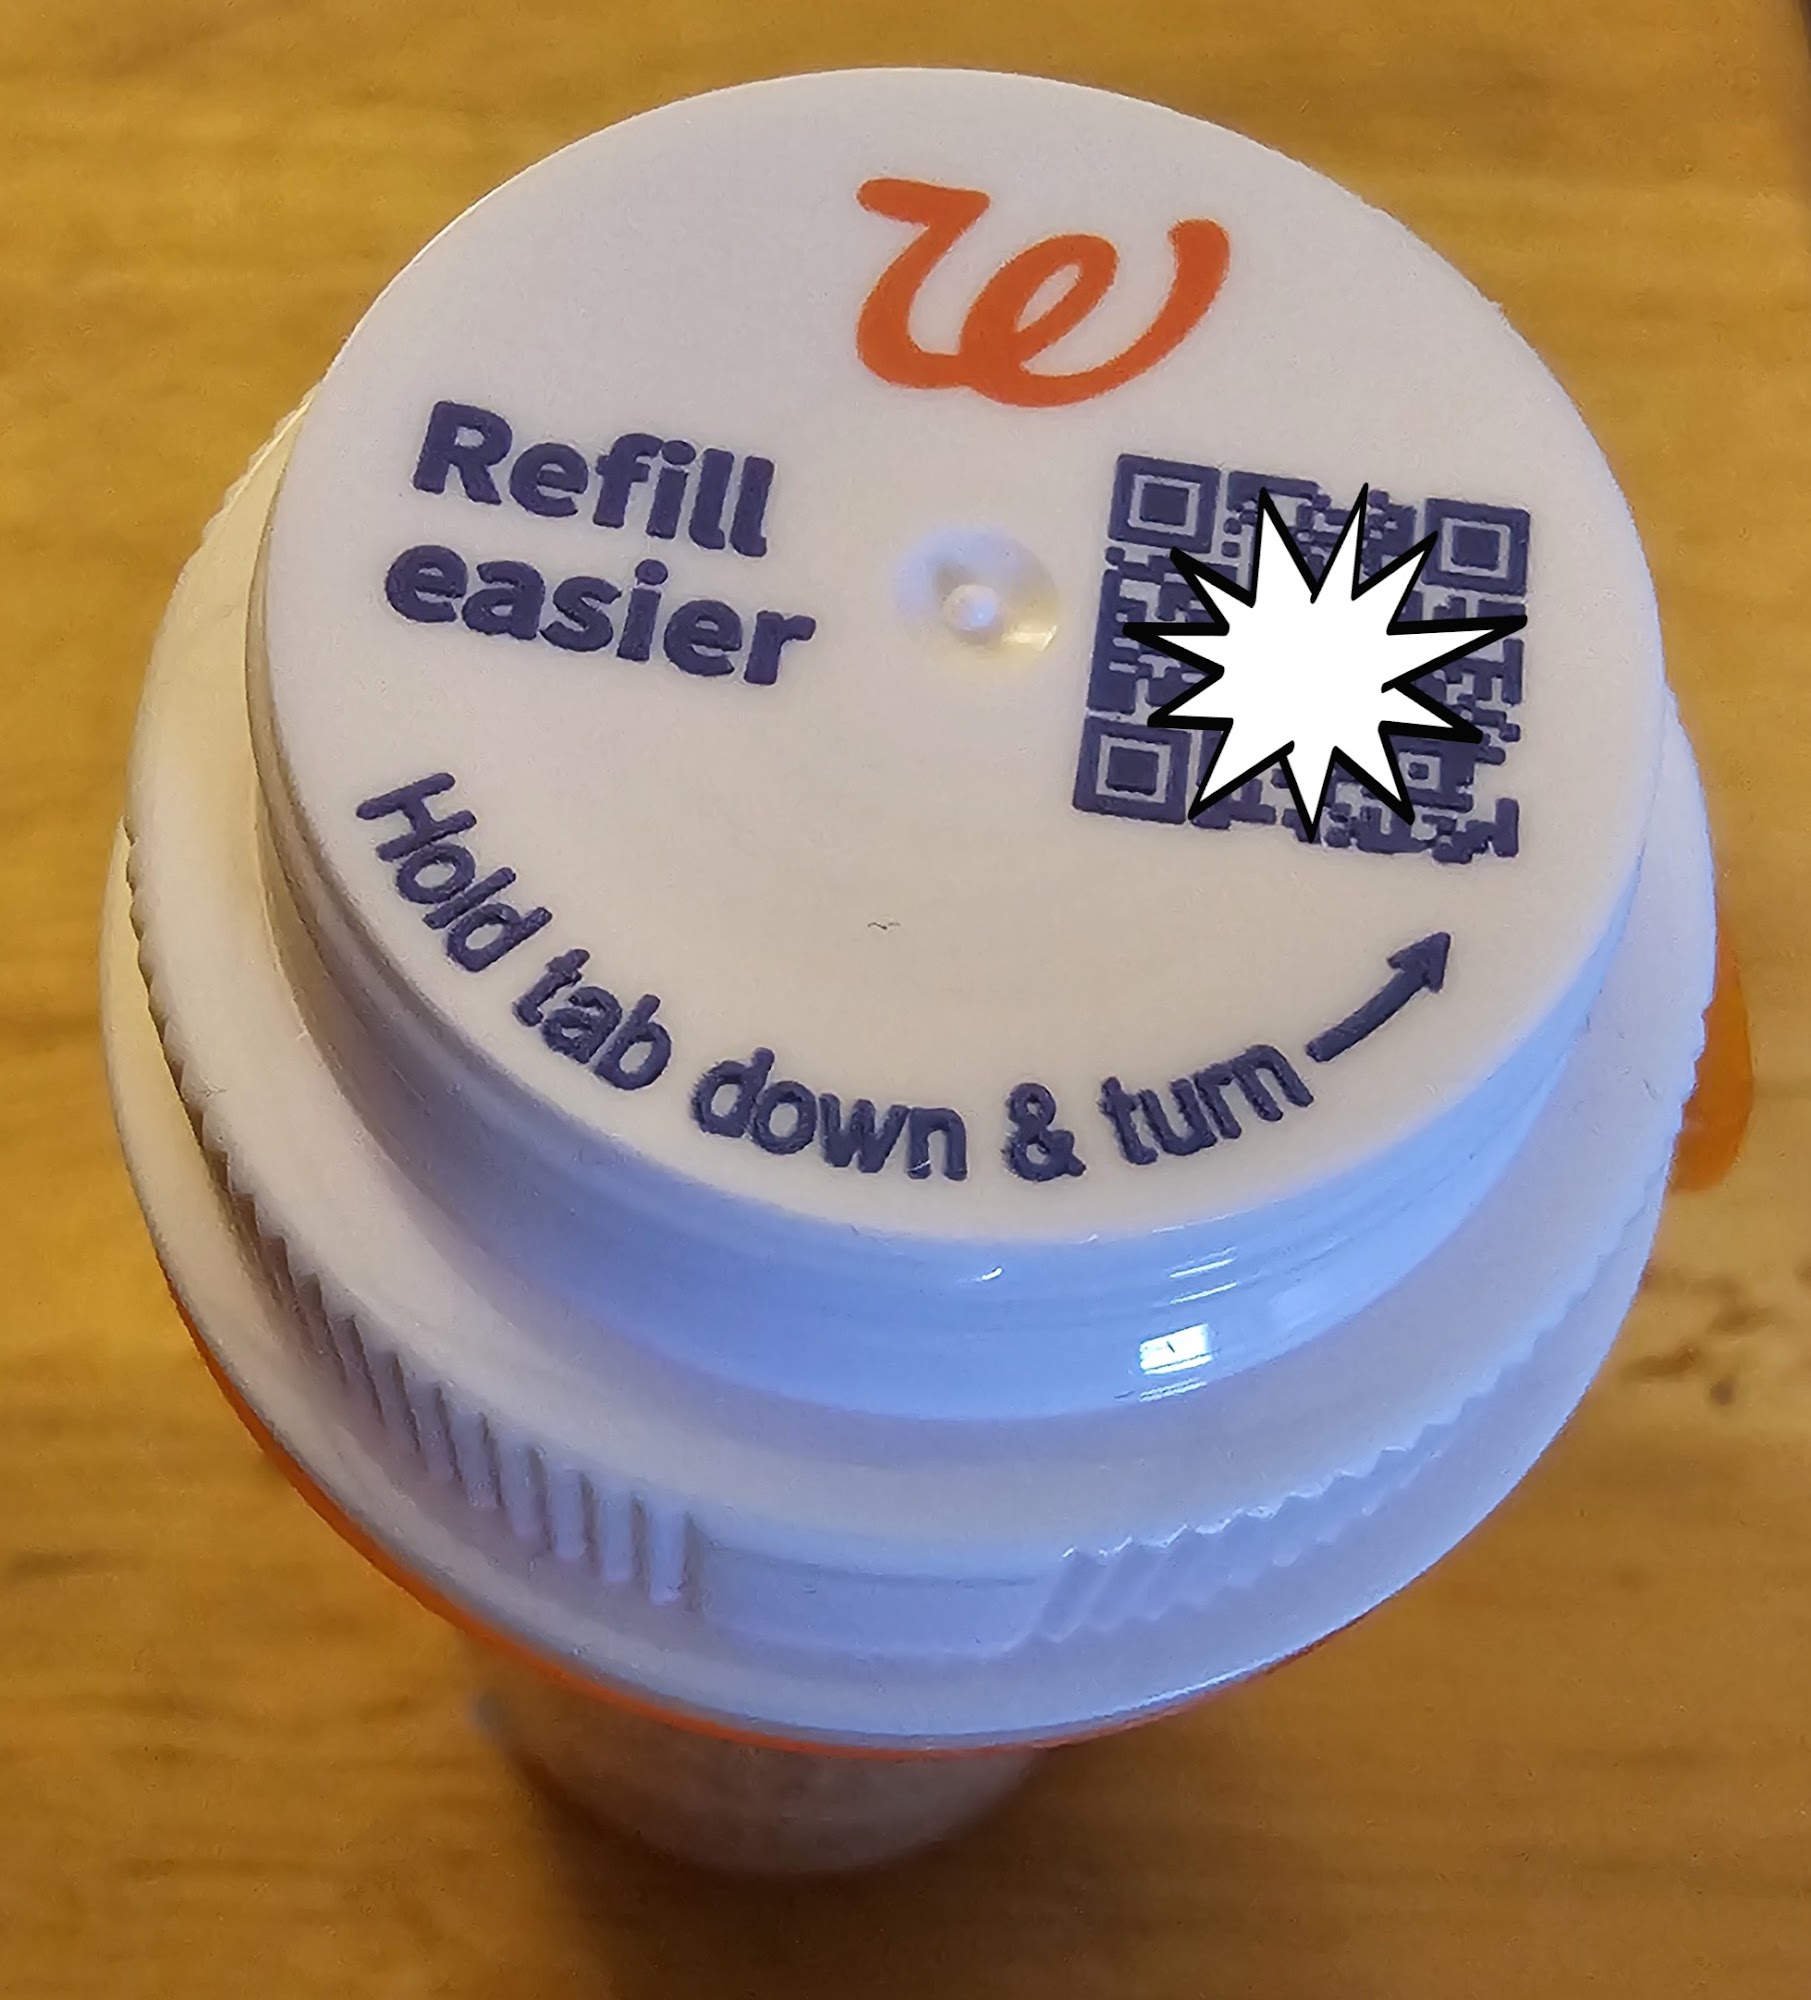 W
Refill
easier
Hold tab down & turn →